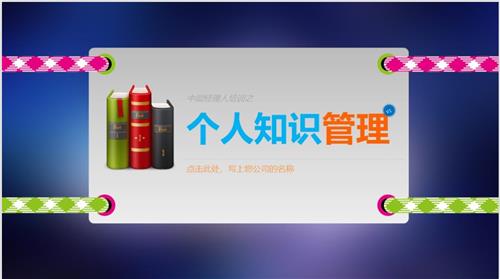 中层经理人培训之
个人知识管理
点击此处，写上您公司的名称